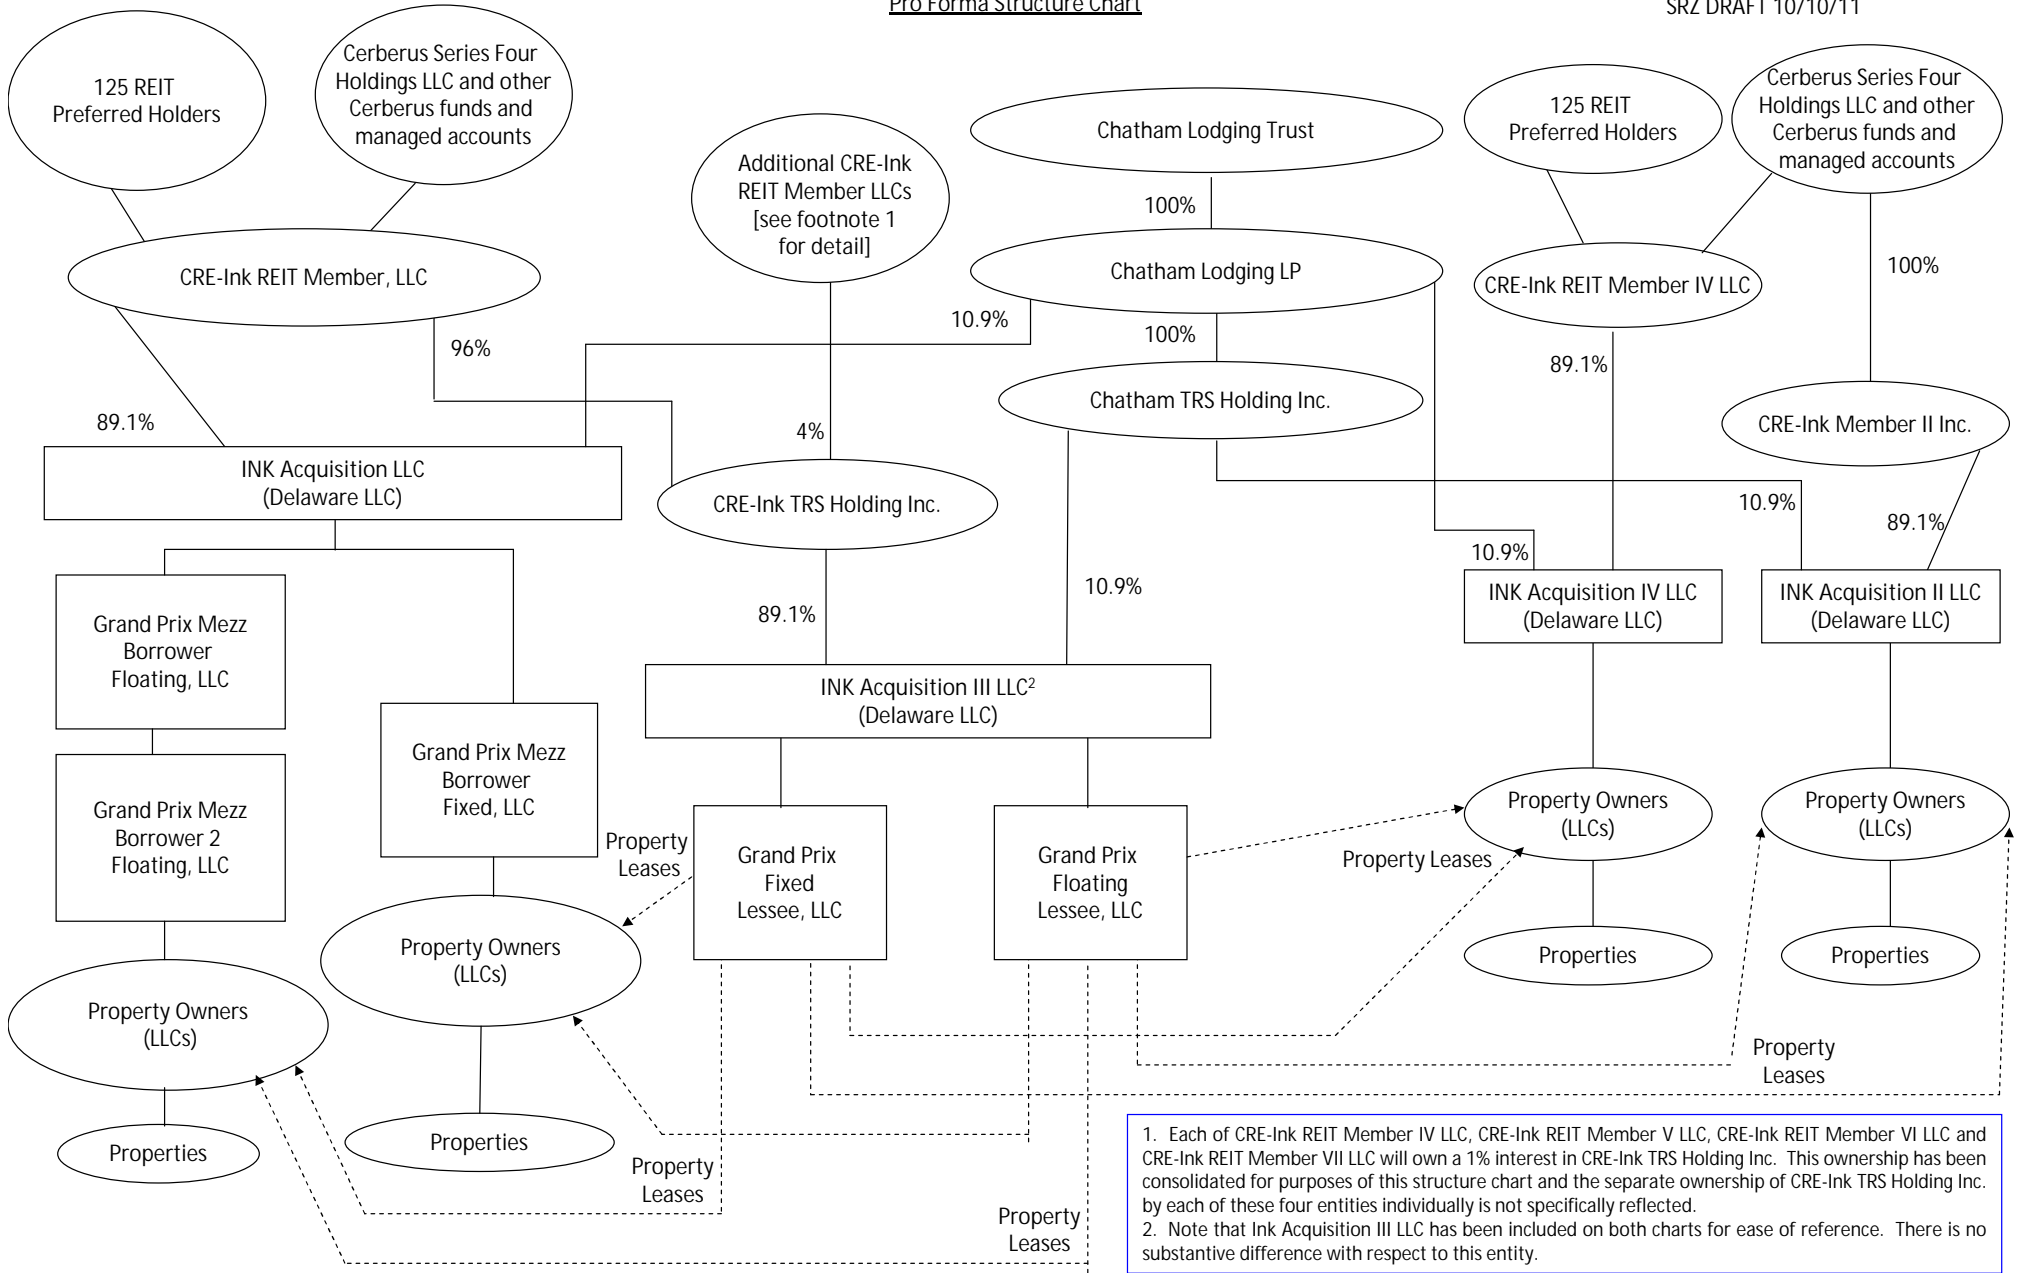 Pro Forma Structure Chart
SRZ DRAFT 10/10/11
125 REIT
Preferred Holders
Cerberus Series Four
Holdings LLC and other
Cerberus funds and
managed accounts
Additional CRE-Ink
REIT Member LLCs
[see footnote 1
for detail]
Chatham Lodging Trust
125 REIT
Preferred Holders
Cerberus Series Four
Holdings LLC and other
Cerberus funds and
managed accounts
100%
CRE-Ink REIT Member, LLC
Chatham Lodging LP
CRE-Ink REIT Member IV LLC
100%
10.9%
100%
96%
89.1%
Chatham TRS Holding Inc.
CRE-Ink Member II Inc.
89.1%
4%
INK Acquisition LLC
(Delaware LLC)
CRE-Ink TRS Holding Inc.
10.9%
89.1%
10.9%
10.9%
89.1%
INK Acquisition IV LLC
(Delaware LLC)
INK Acquisition II LLC
(Delaware LLC)
Grand Prix Mezz
Borrower
Floating, LLC
INK Acquisition III LLC2
(Delaware LLC)
Grand Prix Mezz
Borrower
Fixed, LLC
Grand Prix Mezz
Borrower 2
Floating, LLC
Property
Leases
Grand Prix
Fixed
Lessee, LLC
Grand Prix
Floating
Lessee, LLC
Property Leases
Property Owners
(LLCs)
Property Owners
(LLCs)
Property Owners
(LLCs)
Properties
Properties
Property Owners
(LLCs)
Property
Leases
Properties
Properties
Property
Leases
Property
Leases
1. Each of CRE-Ink REIT Member IV LLC, CRE-Ink REIT Member V LLC, CRE-Ink REIT Member VI LLC and
CRE-Ink REIT Member VII LLC will own a 1% interest in CRE-Ink TRS Holding Inc. This ownership has been
consolidated for purposes of this structure chart and the separate ownership of CRE-Ink TRS Holding Inc.
by each of these four entities individually is not specifically reflected.
2. Note that Ink Acquisition III LLC has been included on both charts for ease of reference. There is no
substantive difference with respect to this entity.